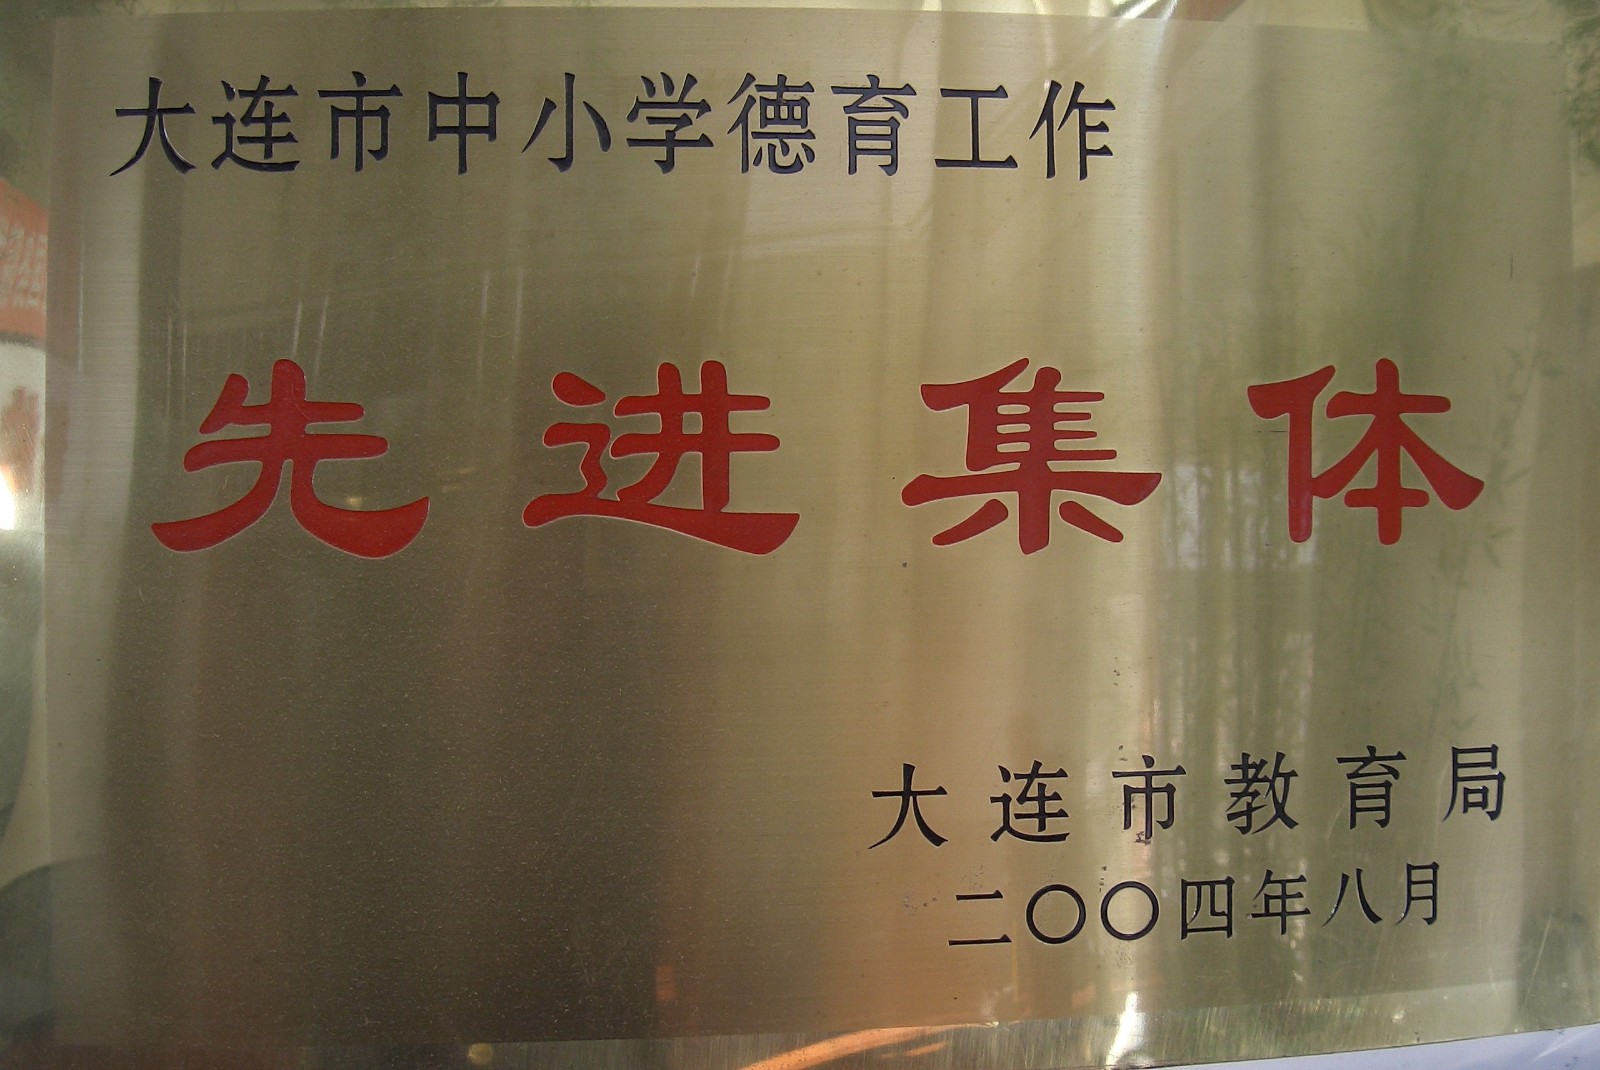 大连市中小学德育工作
先进集体
大连市教育局
二〇〇四年八月